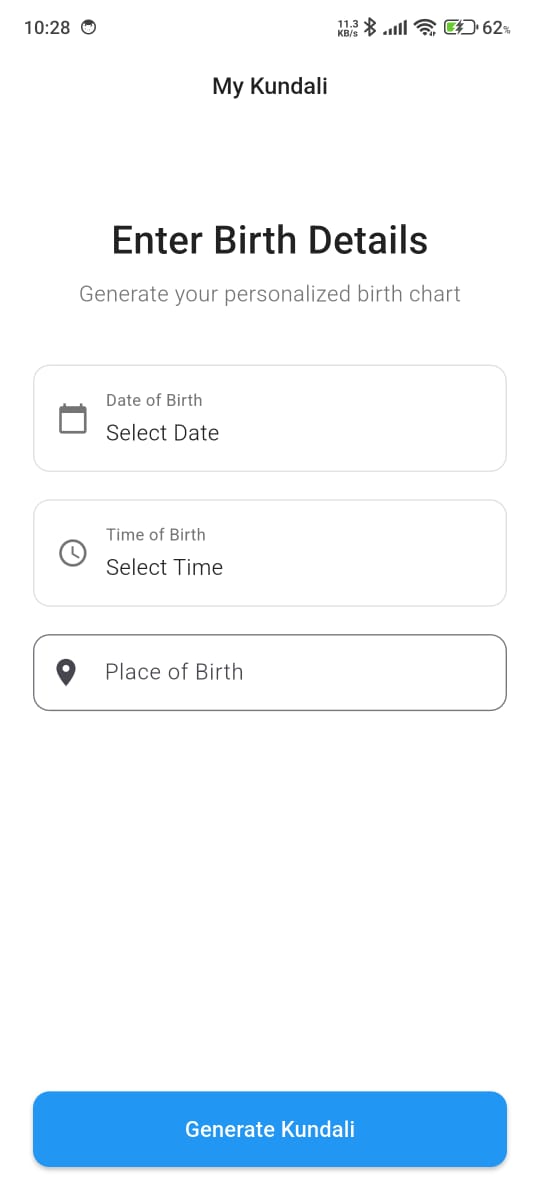 10:28
11.3
KB/s
62%
My Kundali
Enter Birth Details
Generate your personalized birth chart
Date of Birth
Select Date
Time of Birth
Select Time
Place of Birth
Generate Kundali